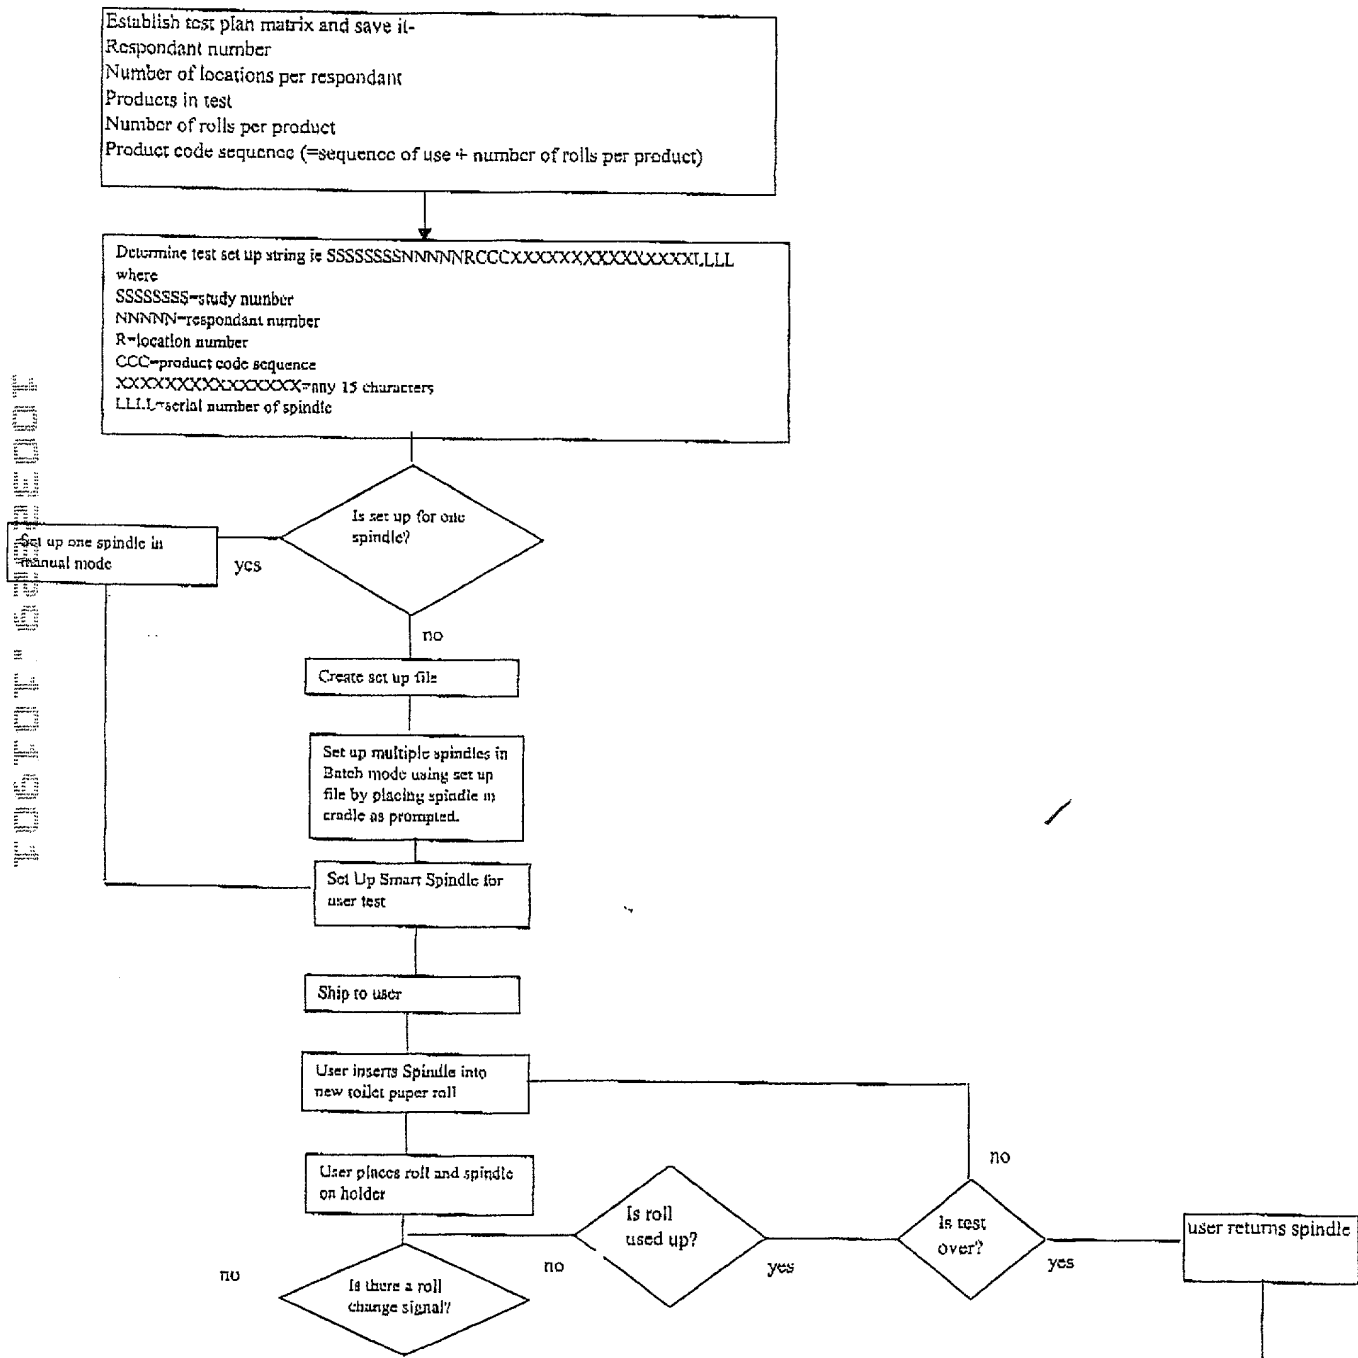 Establish test plan matrix and save it-
Respondant number
Number of locations per respondant
Products in test
Number of rolls per product
Product code sequence (=sequence of use + number of rolls per product)
Determine test set up string ie SSSSSSSSNNNNNRCCCXXXXXXXXXXXXXXXLLLL
where
SSSSSSSS=study number
NNNNN=respondant number
R=location number
CCC=product code sequence
XXXXXXXXXXXXXXX=any 15 characters
LLLL=serial number of spindle
Is set up for one
spindle?
Set up one spindle in
manual mode
yes
no
Create set up file
Set up multiple spindles in
Batch mode using set up
file by placing spindle in
cradle as prompted.
Set Up Smart Spindle for
user test
Ship to user
User inserts Spindle into
new toilet paper roll
User places roll and spindle
on holder
no
Is roll
used up?
Is test
over?
user returns spindle
no
no
yes
yes
Is there a roll
change signal?